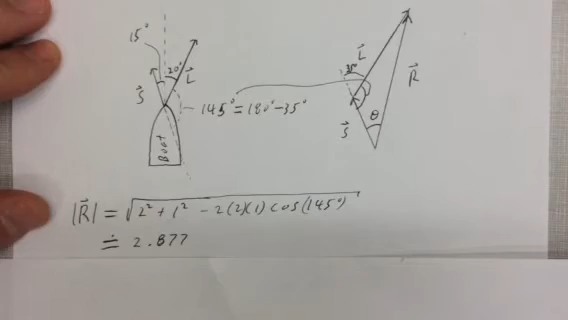 15°
20°
S⃗
L⃗
145° = 180° - 35°
Boat
35°
L⃗
R⃗
S⃗
θ
|R⃗| = √(2² + 1² - 2(2)(1) cos(145°)
≐ 2.877